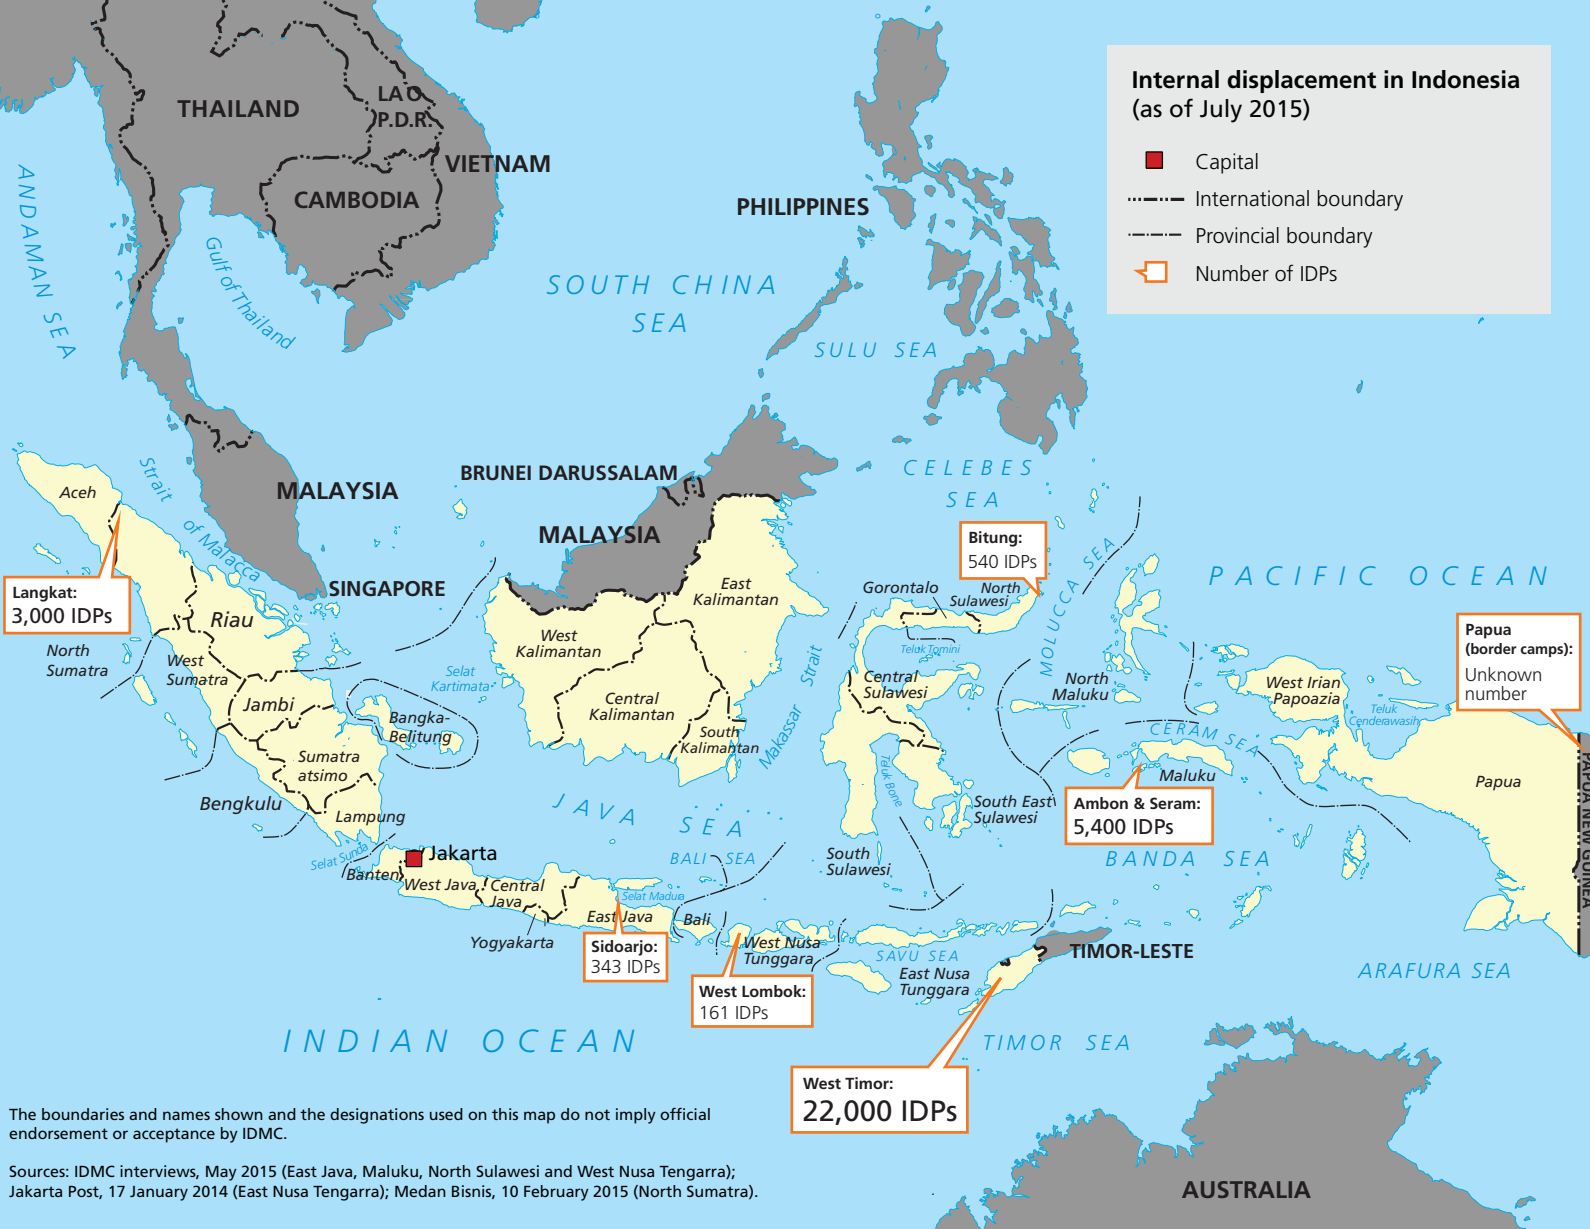 Internal displacement in Indonesia
(as of July 2015)
Capital
International boundary
Provincial boundary
Number of IDPs
THAILAND
LAO
P.D.R.
VIETNAM
CAMBODIA
PHILIPPINES
ANDAMAN SEA
Gulf of Thailand
SOUTH CHINA
SEA
SULU SEA
CELEBES
SEA
BRUNEI DARUSSALAM
MALAYSIA
MALAYSIA
SINGAPORE
Strait
of Malacca
Aceh
Langkat:
3,000 IDPs
North
Sumatra
Riau
West
Sumatra
Jambi
Bangka-
Belitung
Sumatra
atsimo
Bengkulu
Lampung
Selat
Kartimata
West
Kalimantan
East
Kalimantan
Central
Kalimantan
South
Kalimantan
Makassar Strait
Bitung:
540 IDPs
Gorontalo
North
Sulawesi
Teluk Tomini
Central
Sulawesi
MOLUCCA SEA
North
Maluku
PACIFIC OCEAN
Papua
(border camps):
Unknown
number
West Irian
Papoazia
Teluk
Cenderawasih
CERAM SEA
Maluku
Papua
PAPUA NEW GUINEA
Ambon & Seram:
5,400 IDPs
Teluk Bone
South East
Sulawesi
South
Sulawesi
JAVA SEA
BALI SEA
BANDA SEA
Selat Sunda
Jakarta
Banten
West Java
Central
Java
Yogyakarta
East Java
Selat Madura
Bali
Sidoarjo:
343 IDPs
West Nusa
Tunggara
West Lombok:
161 IDPs
SAVU SEA
East Nusa
Tunggara
TIMOR-LESTE
ARAFURA SEA
TIMOR SEA
INDIAN OCEAN
West Timor:
22,000 IDPs
AUSTRALIA
The boundaries and names shown and the designations used on this map do not imply official
endorsement or acceptance by IDMC.
Sources: IDMC interviews, May 2015 (East Java, Maluku, North Sulawesi and West Nusa Tengarra);
Jakarta Post, 17 January 2014 (East Nusa Tengarra); Medan Bisnis, 10 February 2015 (North Sumatra).